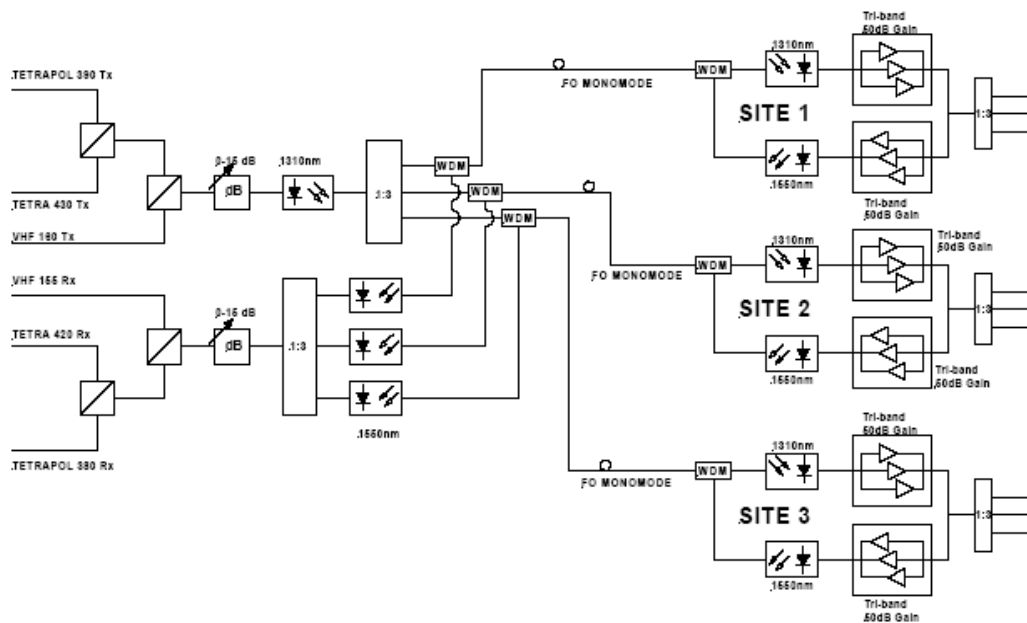 .TETRAPOL 390 Tx
.TETRA 430 Tx
.VHF 160 Tx
.VHF 155 Rx
.TETRA 420 Rx
.TETRAPOL 380 Rx
.0-15 dB
.dB
.1310nm
.1:3
.0-15 dB
.dB
.1:3
.1550nm
.WDM
.WDM
.WDM
.FO MONOMODE
.WDM
.1310nm
.SITE 1
.1550nm
Tri-band
.50dB Gain
.Tri-band
.50dB Gain
.1:3
.FO MONOMODE
.WDM
.1310nm
.SITE 2
.1550nm
.Tri-band
.50dB Gain
Tri-band
.50dB Gain
.1:3
.FO MONOMODE
.WDM
.1310nm
.SITE 3
.1550nm
Tri-band
.50dB Gain
Tri-band
.50dB Gain
.1:3